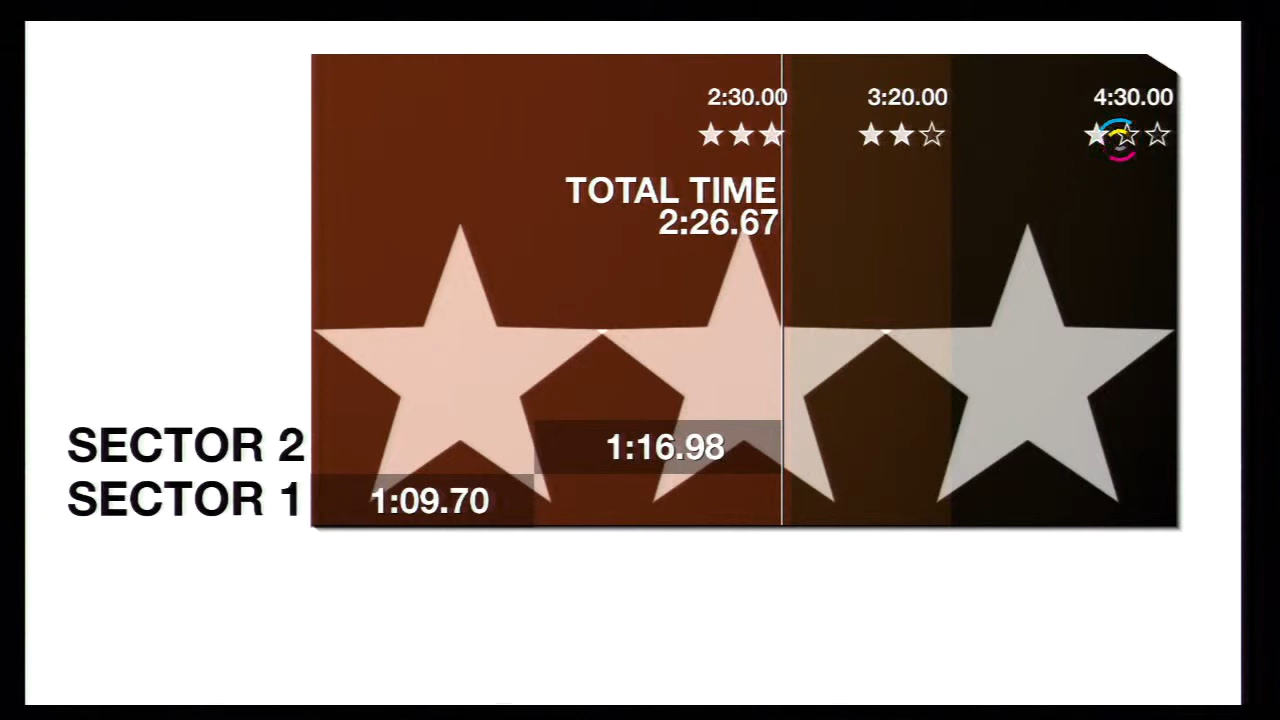 2:30.00 3:20.00 4:30.00
TOTAL TIME
2:26.67
SECTOR 2 1:16.98
SECTOR 1 1:09.70